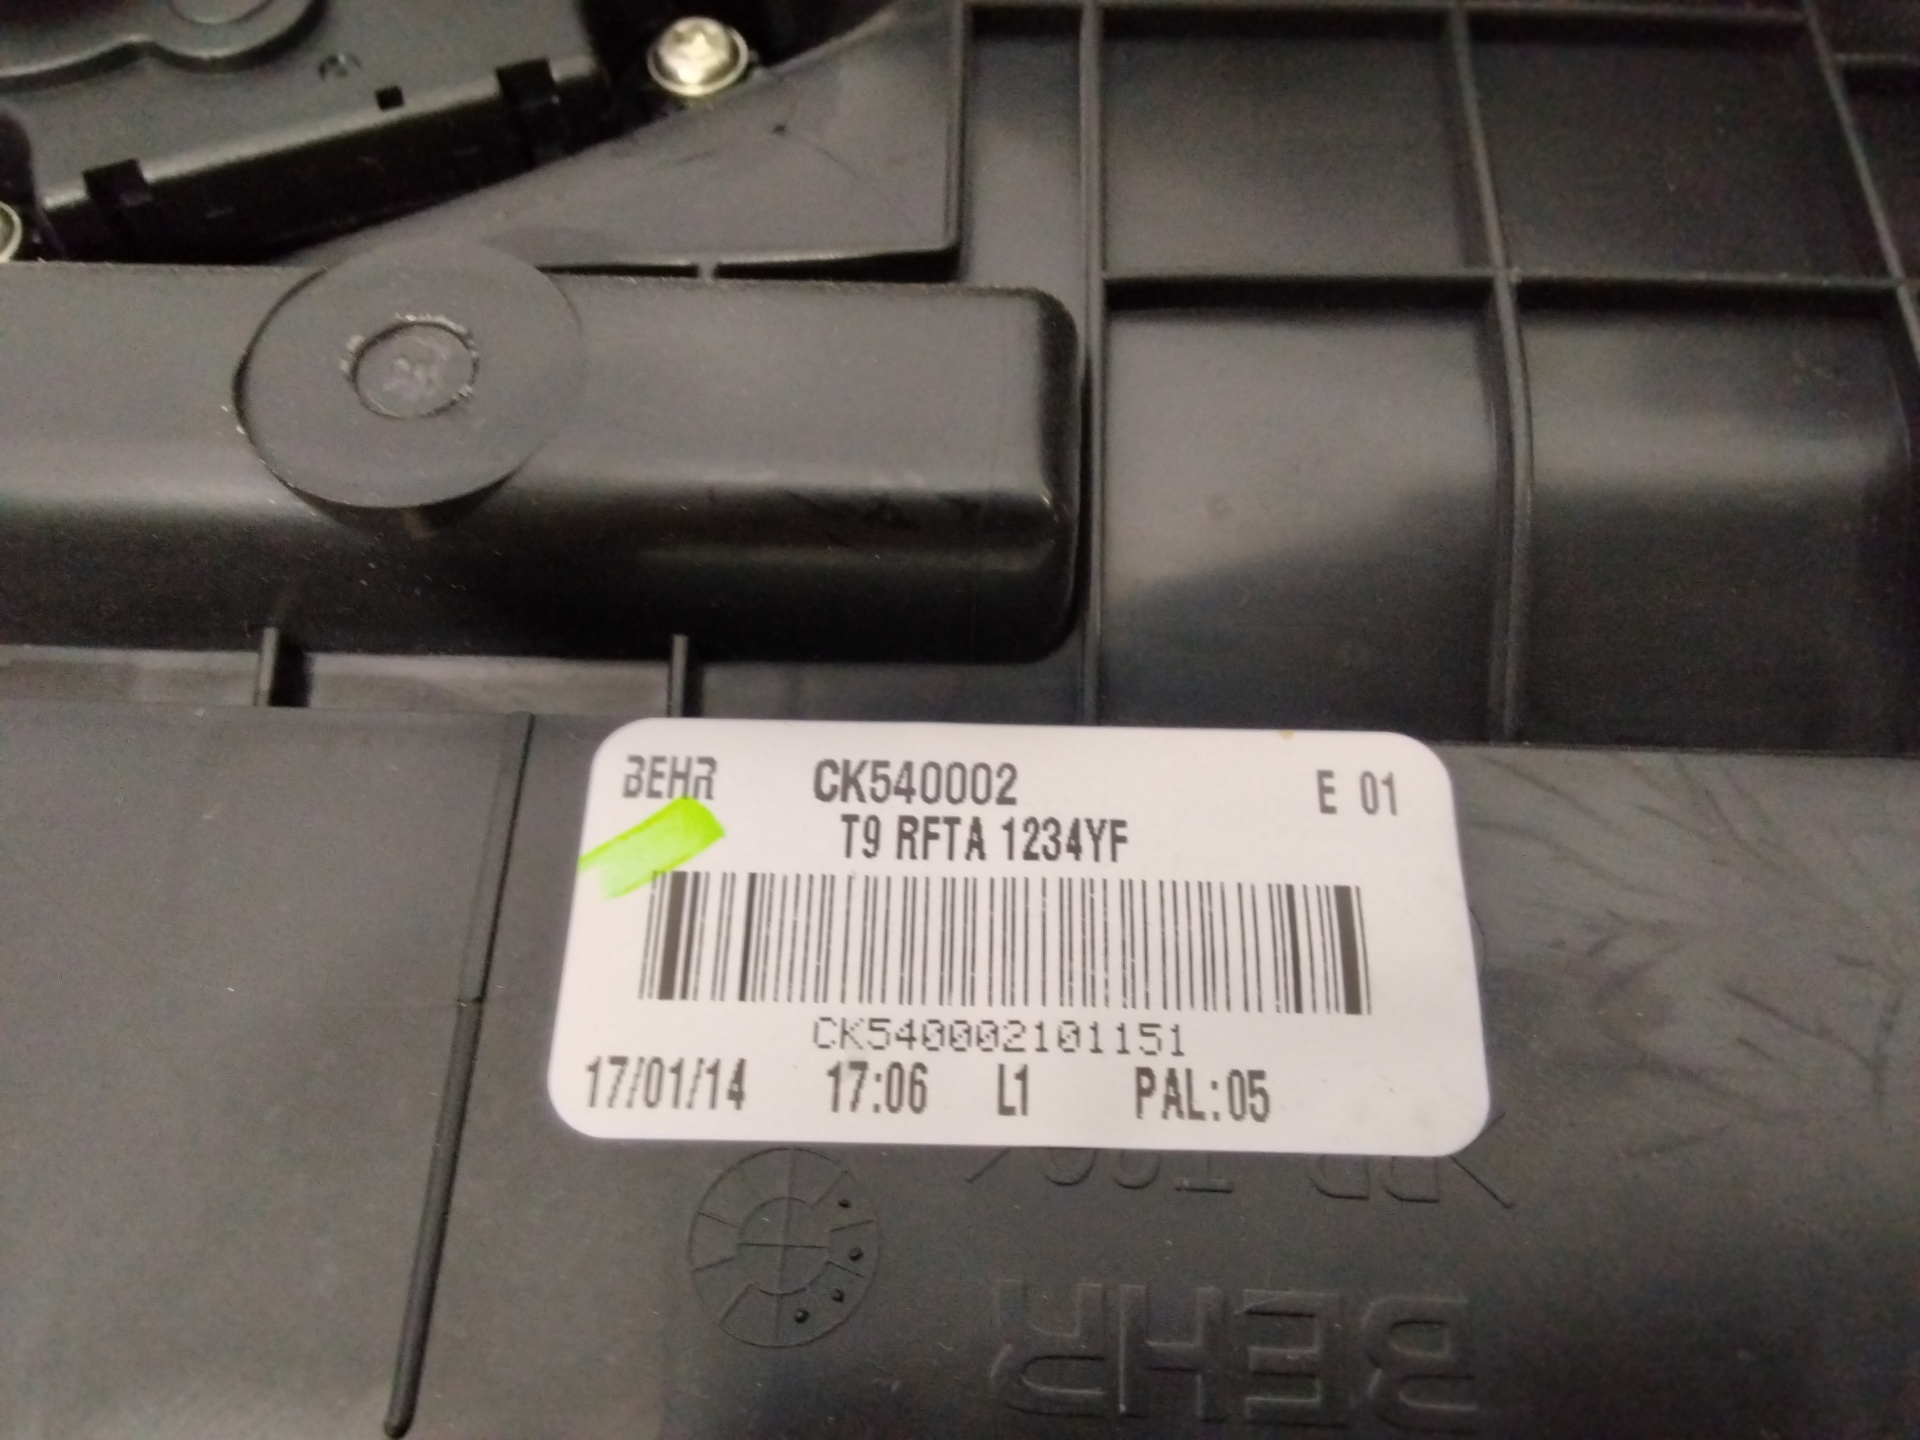 BEHR CK540002 E 01
T9 RFTA 1234YF
CK540002101151
17/01/14 17:06 L1 PAL:05
BEHR